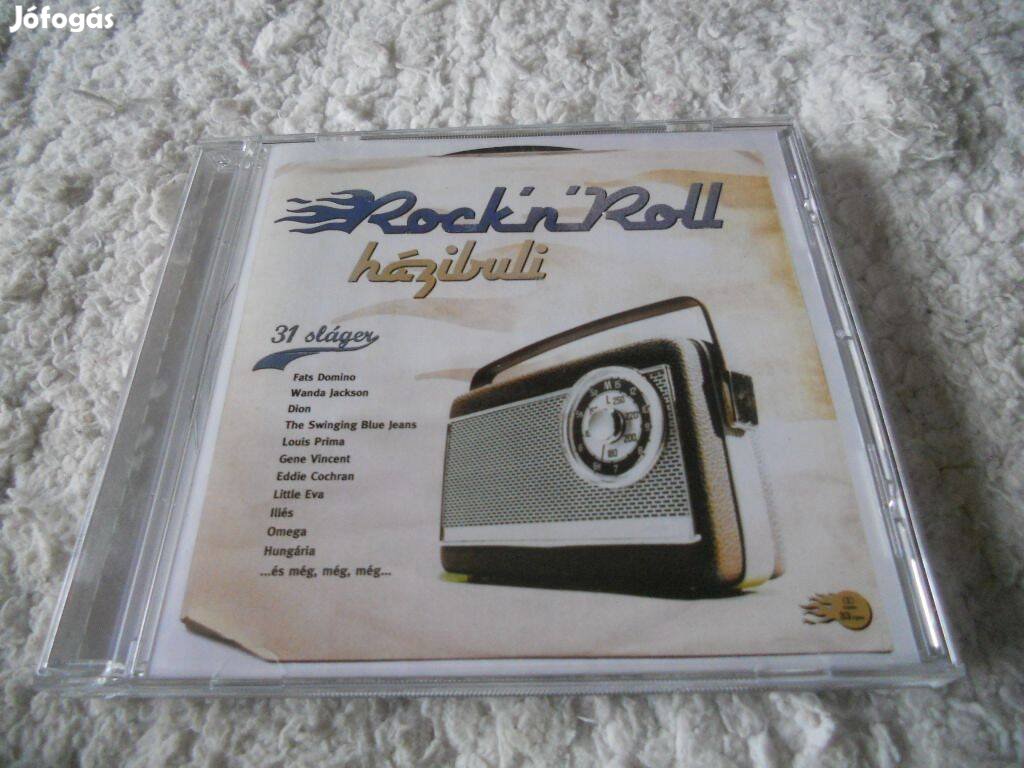 Jófogás
Rock'n'Roll
házibuli
31 sláger
Fats Domino
Wanda Jackson
Dion
The Swinging Blue Jeans
Louis Prima
Gene Vincent
Eddie Cochran
Little Eva
Illés
Omega
Hungária
...és még, még, még...